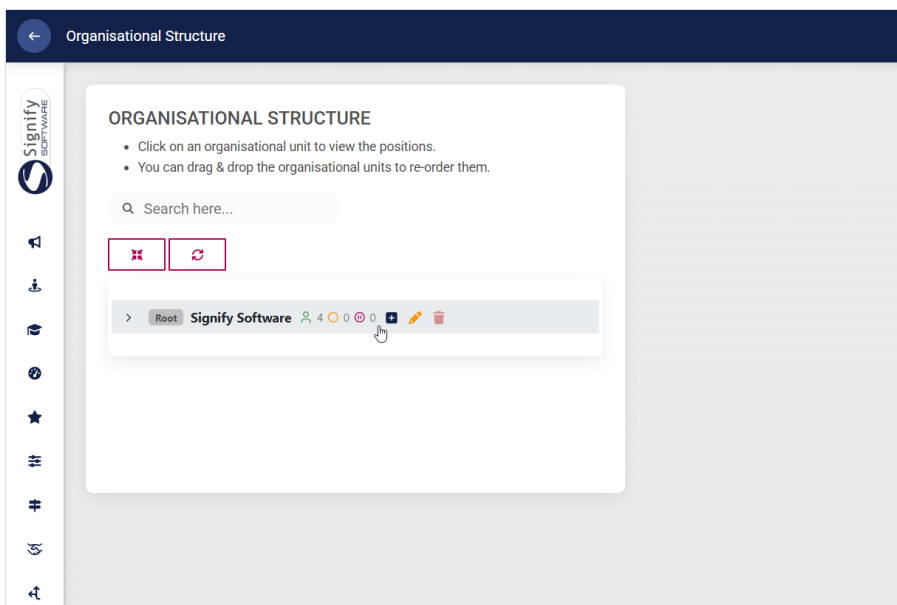 Organisational Structure
Signify
SOFTWARE
ORGANISATIONAL STRUCTURE
• Click on an organisational unit to view the positions.
• You can drag & drop the organisational units to re-order them.
Search here...
Root Signify Software 4 0 0